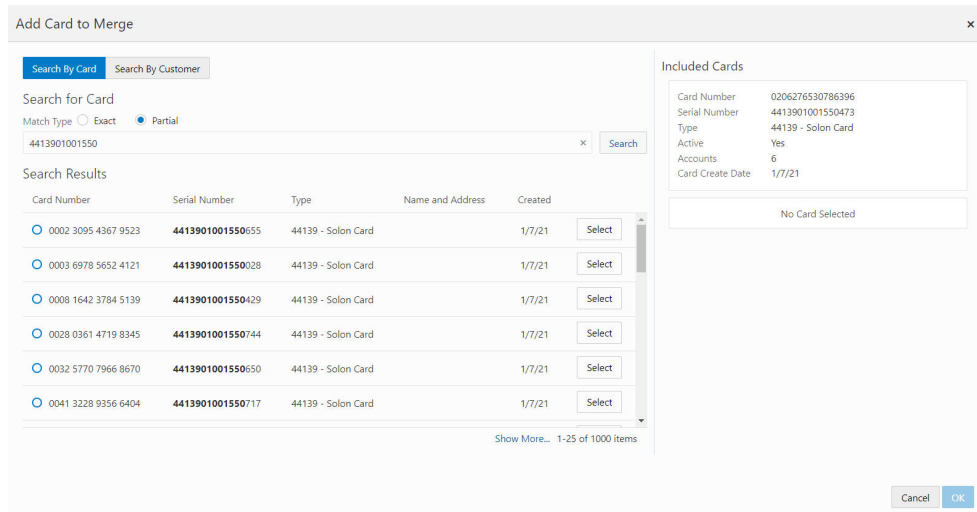 Add Card to Merge
×
Search By Card Search By Customer
Search for Card
Match Type Exact Partial
4413901001550 × Search
Search Results
Card Number Serial Number Type Name and Address Created
0002 3095 4367 9523 4413901001550655 44139 - Solon Card 1/7/21 Select
0003 6978 5652 4121 4413901001550028 44139 - Solon Card 1/7/21 Select
0008 1642 3784 5139 4413901001550429 44139 - Solon Card 1/7/21 Select
0028 0361 4719 8345 4413901001550744 44139 - Solon Card 1/7/21 Select
0032 5770 7966 8670 4413901001550650 44139 - Solon Card 1/7/21 Select
0041 3228 9356 6404 4413901001550717 44139 - Solon Card 1/7/21 Select
Show More... 1-25 of 1000 items
Included Cards
Card Number 0206276530786396
Serial Number 4413901001550473
Type 44139 - Solon Card
Active Yes
Accounts 6
Card Create Date 1/7/21
No Card Selected
Cancel OK